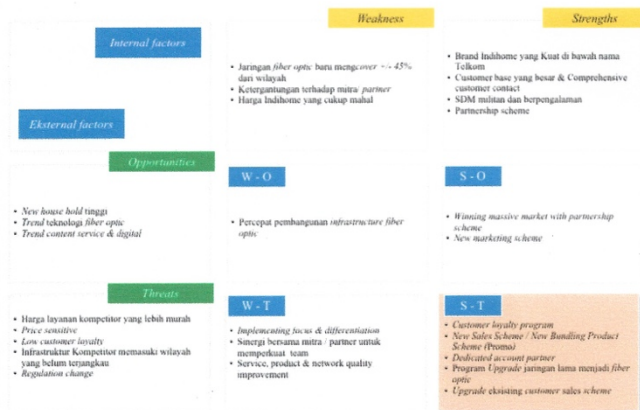 Internal factors
Eksternal factors
Weakness
• Jaringan fiber optic baru mengcover +/- 45%
dari wilayah
• Ketergantungan terhadap mitra/ partner
• Harga Indihome yang cukup mahal
Strengths
• Brand Indihome yang Kuat di bawah nama
Telkom
• Customer base yang besar & Comprehensive
customer contact
• SDM militan dan berpengalaman
• Partnership scheme
Opportunities
• New house hold tinggi
• Trend teknologi fiber optic
• Trend content service & digital
W - O
• Percepat pembangunan infrastructure fiber
optic
S - O
• Winning massive market with partnership
scheme
• New marketing scheme
Threats
• Harga layanan kompetitor yang lebih murah
• Price sensitive
• Low customer loyalty
• Infrastruktur Kompetitor memasuki wilayah
yang belum terjangkau
• Regulation change
W - T
• Implementing focus & differentiation
• Sinergi bersama mitra / partner untuk
memperkuat team
• Service, product & network quality
improvement
S - T
• Customer loyalty program
• New Sales Scheme / New Bundling Product
Scheme (Promo)
• Dedicated account partner
• Program Upgrade jaringan lama menjadi fiber
optic
• Upgrade eksisting customer sales scheme